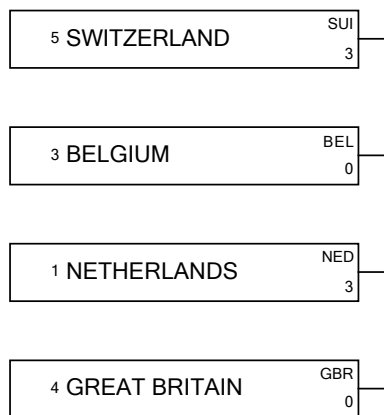 5 SWITZERLAND SUI
3
3 BELGIUM BEL
0
1 NETHERLANDS NED
3
4 GREAT BRITAIN GBR
0